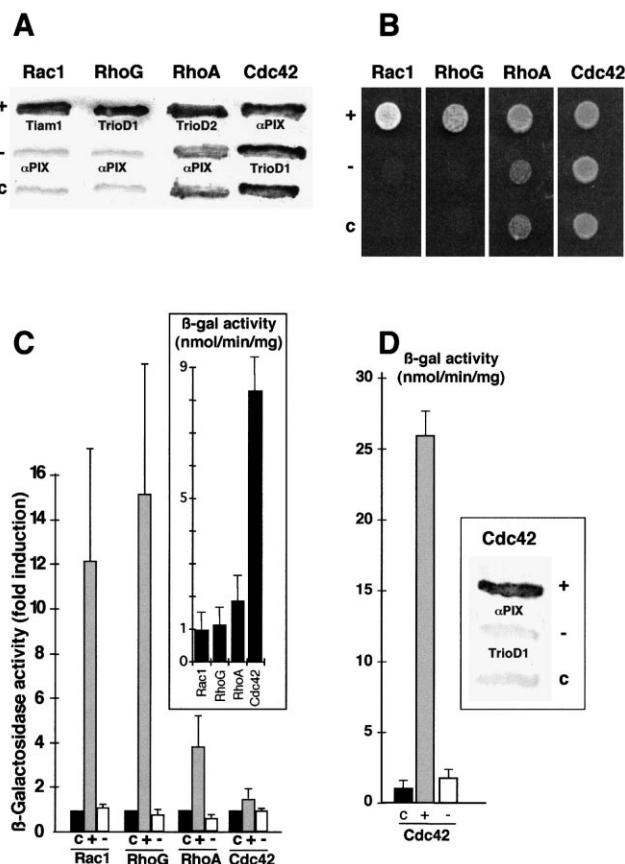 A
Rac1 RhoG RhoA Cdc42
+
Tiam1 TrioD1 TrioD2 αPIX
-
αPIX αPIX αPIX TrioD1
c
B
Rac1 RhoG RhoA Cdc42
+
-
c
C
ß-gal activity
(nmol/min/mg)
9
5
1
0
Rac1
RhoG
RhoA
Cdc42
ß-Galactosidase activity (fold induction)
16
14
12
10
8
6
4
2
0
c + - c + - c + - c + -
Rac1 RhoG RhoA Cdc42
D
ß-gal activity
(nmol/min/mg)
30
25
20
15
10
5
0
c + -
Cdc42
Cdc42
+
αPIX
-
TrioD1
c